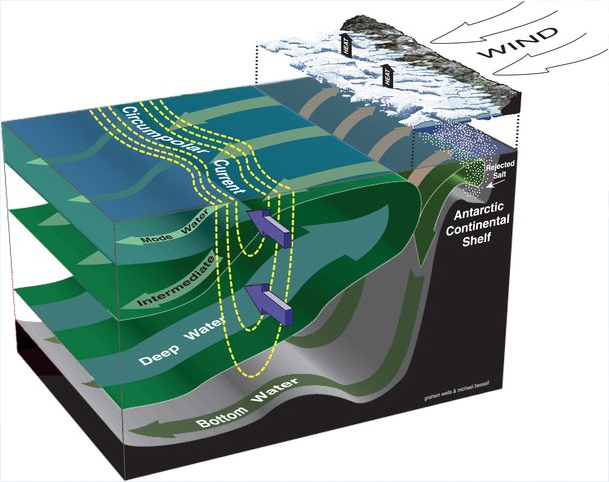 WIND
HEAT
HEAT
Circumpolar Current
Rejected
Salt
Antarctic
Continental
Shelf
Mode Water
Intermediate
Deep Water
Bottom Water
graham wells & michael bessell